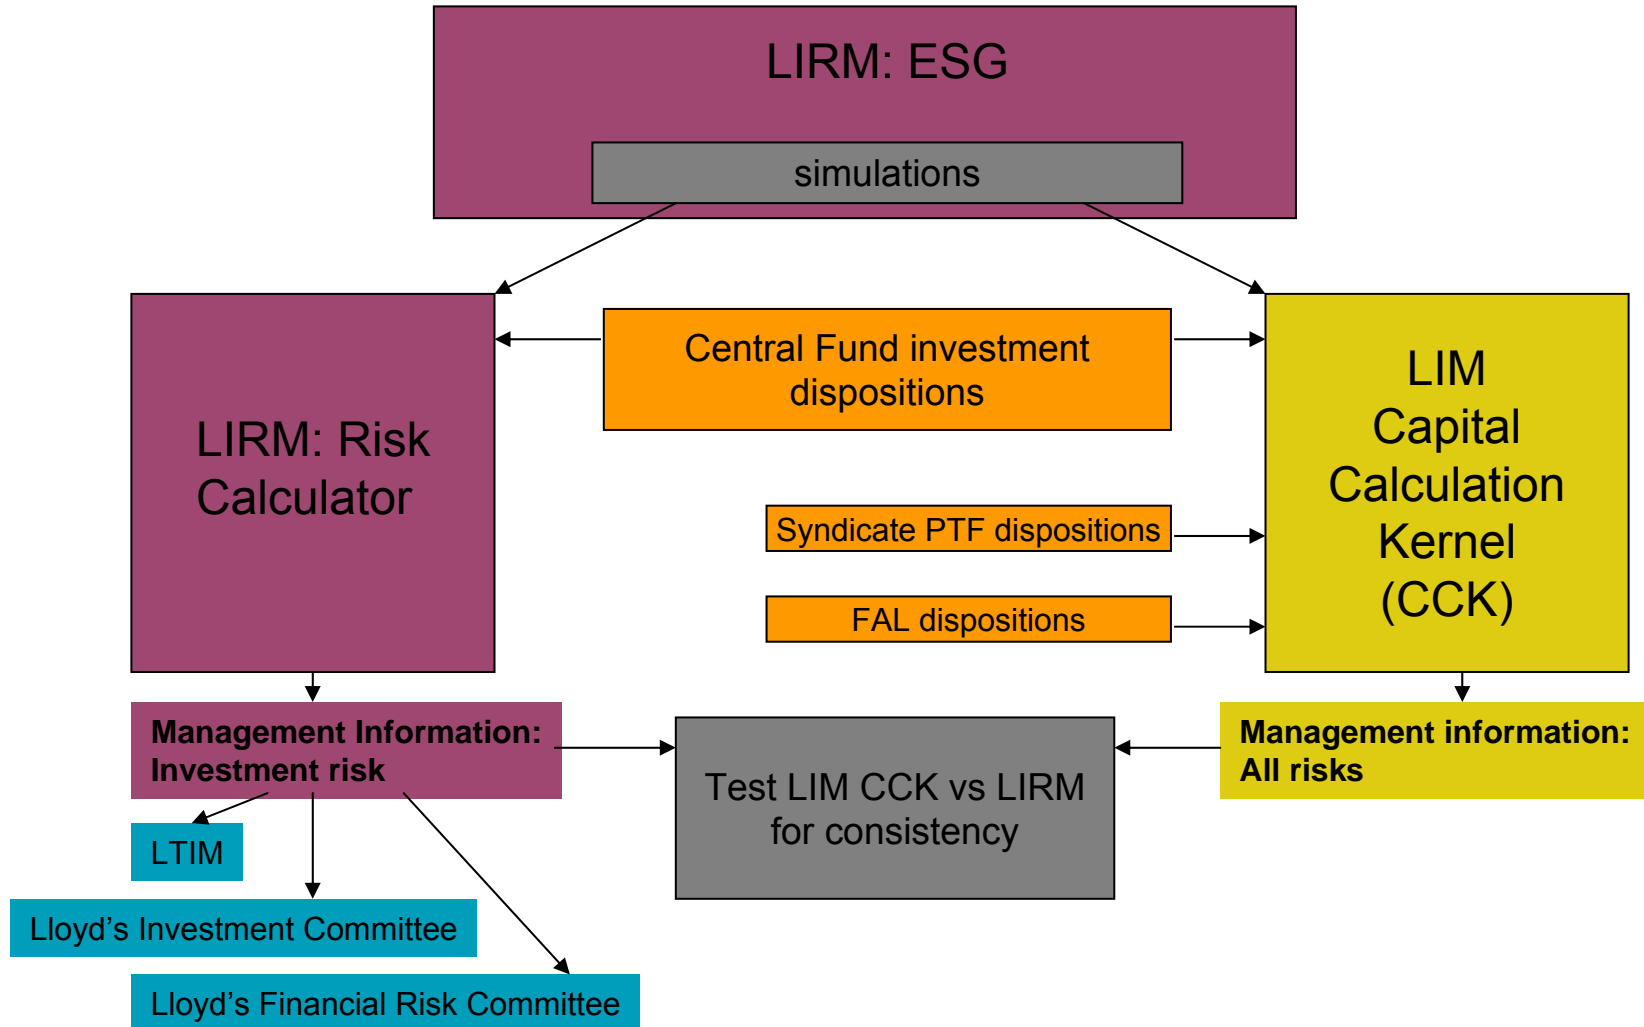 LIRM: ESG
simulations
Central Fund investment
dispositions
LIRM: Risk
Calculator
LIM
Capital
Calculation
Kernel
(CCK)
Syndicate PTF dispositions
FAL dispositions
Management Information:
Investment risk
Management information:
All risks
Test LIM CCK vs LIRM
for consistency
LTIM
Lloyd’s Investment Committee
Lloyd’s Financial Risk Committee